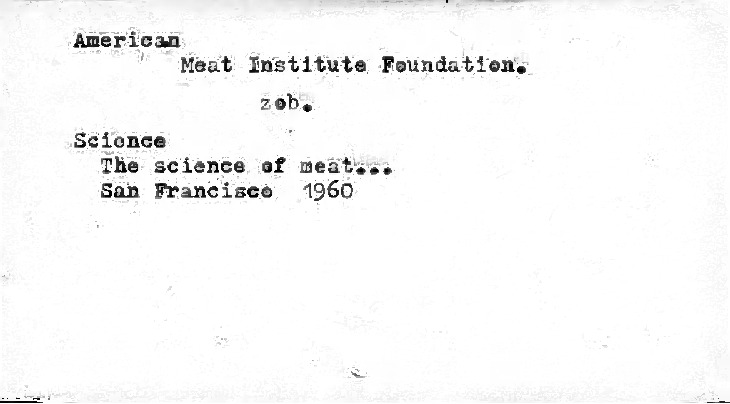 American
Meat Institute Foundation.
zob.
Science
The science of meat...
San Francisco 1960